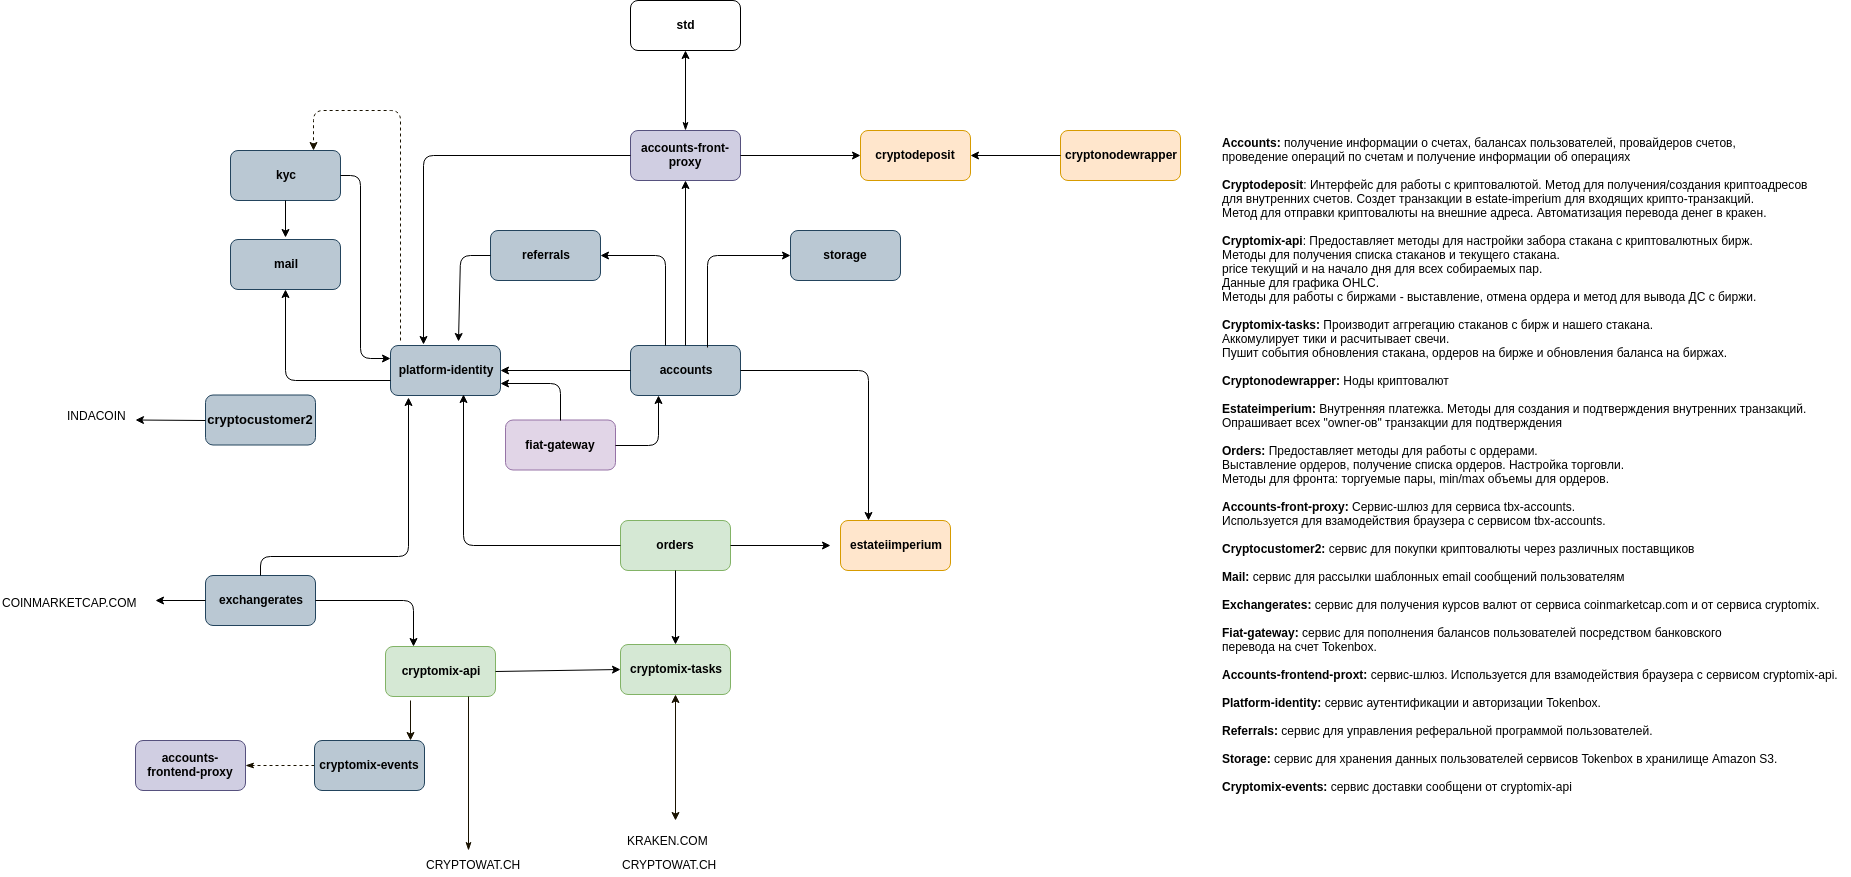 std
accounts-front-
proxy
cryptodeposit
cryptonodewrapper
kyc
mail
referrals
storage
platform-identity
accounts
INDACOIN
cryptocustomer2
fiat-gateway
orders
estateiimperium
COINMARKETCAP.COM
exchangerates
cryptomix-api
cryptomix-tasks
accounts-
frontend-proxy
cryptomix-events
KRAKEN.COM
CRYPTOWAT.CH
CRYPTOWAT.CH
Accounts: получение информации о счетах, балансах пользователей, провайдеров счетов,
проведение операций по счетам и получение информации об операциях
Cryptodeposit: Интерфейс для работы с криптовалютой. Метод для получения/создания криптоадресов
для внутренних счетов. Создет транзакции в estate-imperium для входящих крипто-транзакций.
Метод для отправки криптовалюты на внешние адреса. Автоматизация перевода денег в кракен.
Cryptomix-api: Предоставляет методы для настройки забора стакана с криптовалютных бирж.
Методы для получения списка стаканов и текущего стакана.
price текущий и на начало дня для всех собираемых пар.
Данные для графика OHLC.
Методы для работы с биржами - выставление, отмена ордера и метод для вывода ДС с биржи.
Cryptomix-tasks: Производит аггрегацию стаканов с бирж и нашего стакана.
Аккомулирует тики и расчитывает свечи.
Пушит события обновления стакана, ордеров на бирже и обновления баланса на биржах.
Cryptonodewrapper: Ноды криптовалют
Estateimperium: Внутренняя платежка. Методы для создания и подтверждения внутренних транзакций.
Опрашивает всех "owner-ов" транзакции для подтверждения
Orders: Предоставляет методы для работы с ордерами.
Выставление ордеров, получение списка ордеров. Настройка торговли.
Методы для фронта: торгуемые пары, min/max объемы для ордеров.
Accounts-front-proxy: Сервис-шлюз для сервиса tbx-accounts.
Используется для взамодействия браузера с сервисом tbx-accounts.
Cryptocustomer2: сервис для покупки криптовалюты через различных поставщиков
Mail: сервис для рассылки шаблонных email сообщений пользователям
Exchangerates: сервис для получения курсов валют от сервиса coinmarketcap.com и от сервиса cryptomix.
Fiat-gateway: сервис для пополнения балансов пользователей посредством банковского
перевода на счет Tokenbox.
Accounts-frontend-proxt: сервис-шлюз. Используется для взамодействия браузера с сервисом cryptomix-api.
Platform-identity: сервис аутентификации и авторизации Tokenbox.
Referrals: сервис для управления реферальной программой пользователей.
Storage: сервис для хранения данных пользователей сервисов Tokenbox в хранилище Amazon S3.
Cryptomix-events: сервис доставки сообщени от cryptomix-api